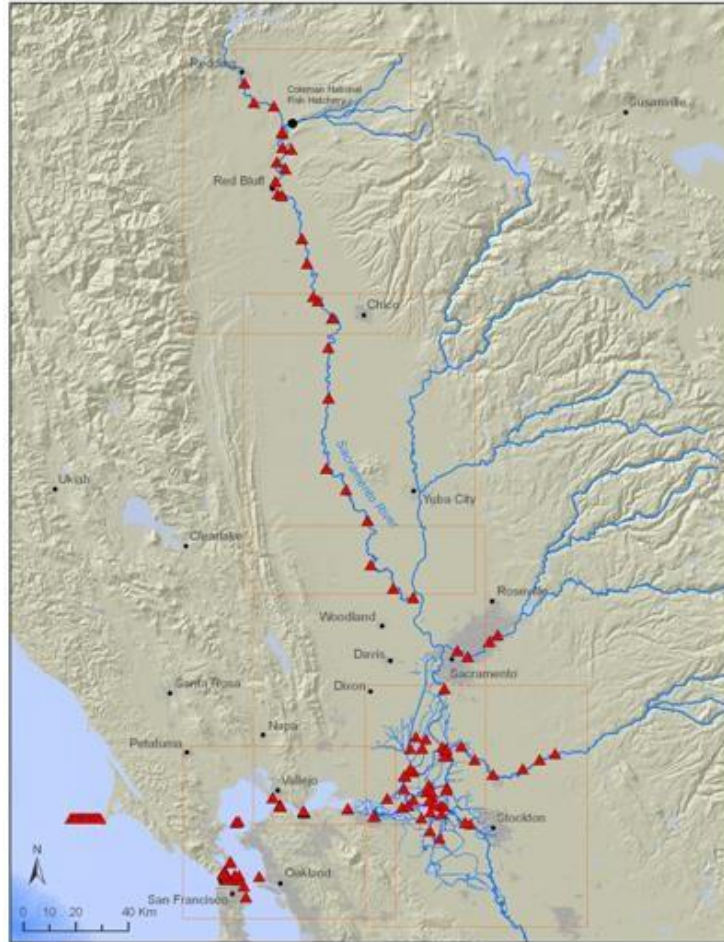 Redding
Coleman National
Fish Hatchery
Susanville
Red Bluff
Chico
Sacramento River
Ukiah
Yuba City
Clearlake
Roseville
Woodland
Davis
Sacramento
Dixon
Santa Rosa
Napa
Petaluma
Vallejo
Stockton
N
Oakland
San Francisco
0 10 20 40 Km